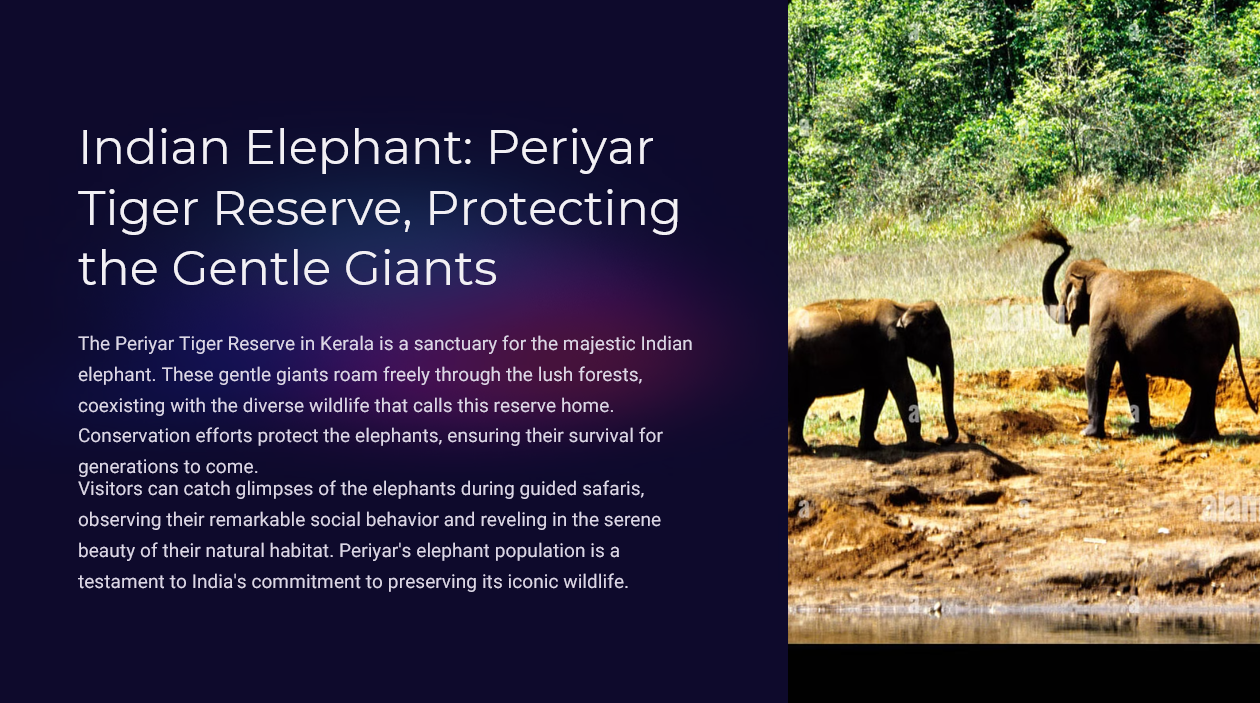 Indian Elephant: Periyar
Tiger Reserve, Protecting
the Gentle Giants
The Periyar Tiger Reserve in Kerala is a sanctuary for the majestic Indian
elephant. These gentle giants roam freely through the lush forests,
coexisting with the diverse wildlife that calls this reserve home.
Conservation efforts protect the elephants, ensuring their survival for
generations to come.
Visitors can catch glimpses of the elephants during guided safaris,
observing their remarkable social behavior and reveling in the serene
beauty of their natural habitat. Periyar's elephant population is a
testament to India's commitment to preserving its iconic wildlife.
alamy